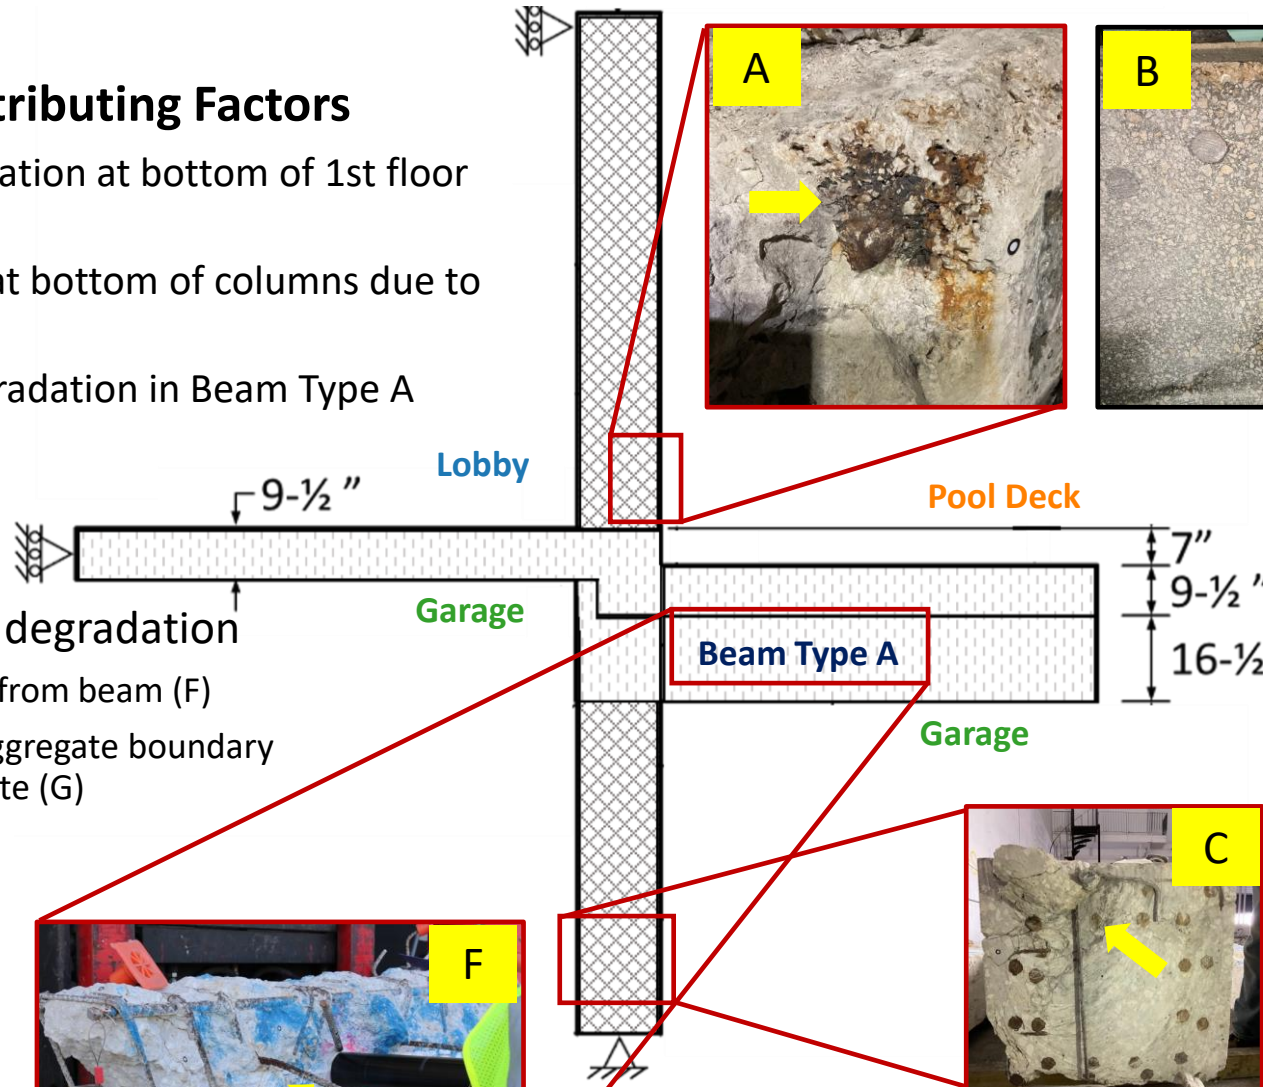 tributing Factors
ation at bottom of 1st floor
at bottom of columns due to
radation in Beam Type A
A
B
Lobby
9-½ ”
Pool Deck
7”
9-½ ”
16-½
Garage
Beam Type A
Garage
degradation
from beam (F)
ggregate boundary
te (G)
C
F